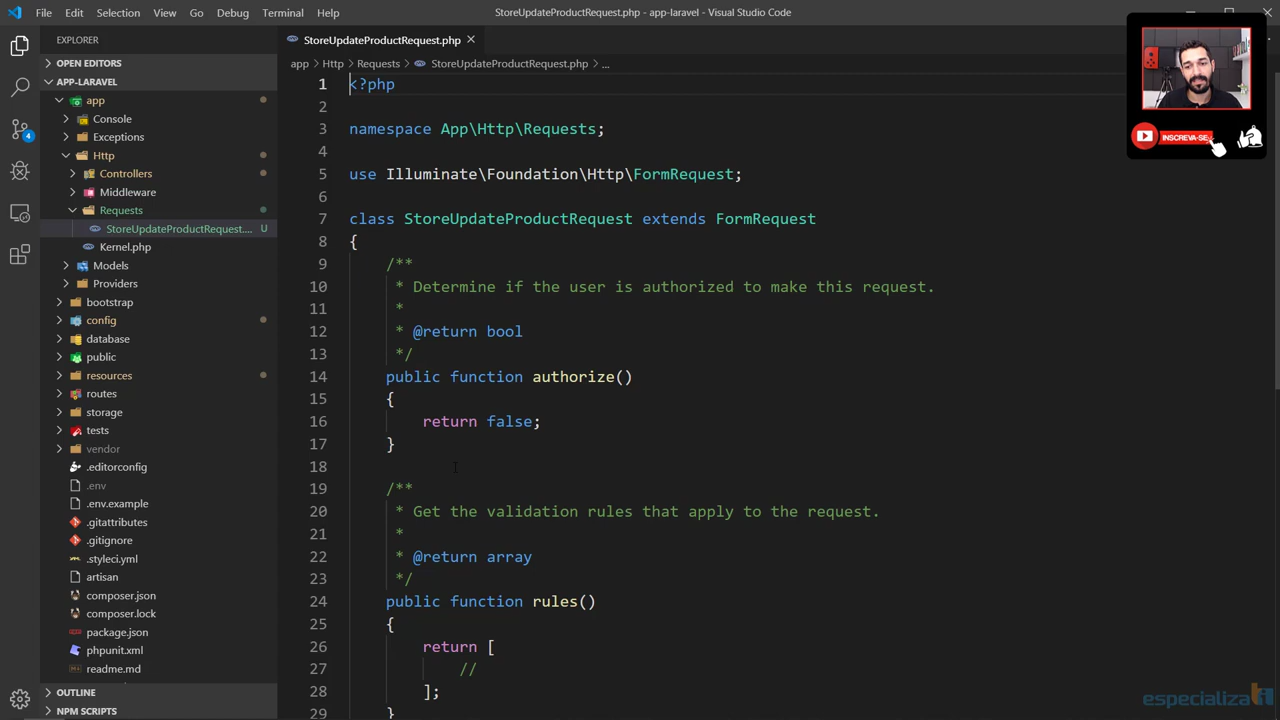 File Edit Selection View Go Debug Terminal Help
StoreUpdateProductRequest.php - app-laravel - Visual Studio Code
EXPLORER
OPEN EDITORS
APP-LARAVEL
app
Console
Exceptions
Http
Controllers
Middleware
Requests
StoreUpdateProductRequest.... U
Kernel.php
Models
Providers
bootstrap
config
database
public
resources
routes
storage
tests
vendor
.editorconfig
.env
.env.example
.gitattributes
.gitignore
.styleci.yml
artisan
composer.json
composer.lock
package.json
phpunit.xml
readme.md
OUTLINE
NPM SCRIPTS
4
StoreUpdateProductRequest.php
app Http Requests StoreUpdateProductRequest.php ...
1 <?php
2
3 namespace App\Http\Requests;
4
5 use Illuminate\Foundation\Http\FormRequest;
6
7 class StoreUpdateProductRequest extends FormRequest
8 {
9 /**
10 * Determine if the user is authorized to make this request.
11 *
12 * @return bool
13 */
14 public function authorize()
15 {
16 return false;
17 }
18
19 /**
20 * Get the validation rules that apply to the request.
21 *
22 * @return array
23 */
24 public function rules()
25 {
26 return [
27 //
28 ];
29 }
INSCREVA-SE
especializati